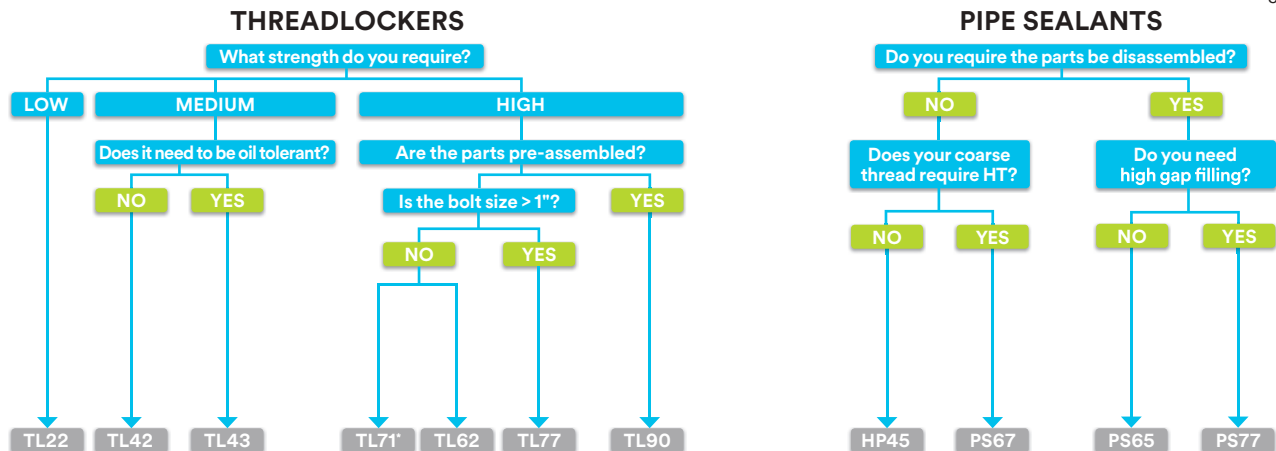 THREADLOCKERS
What strength do you require?
LOW
MEDIUM
HIGH
Does it need to be oil tolerant?
Are the parts pre-assembled?
NO
YES
Is the bolt size > 1"?
YES
NO
YES
TL22
TL42
TL43
TL71*
TL62
TL77
TL90
PIPE SEALANTS
Do you require the parts be disassembled?
NO
YES
Does your coarse
thread require HT?
Do you need
high gap filling?
NO
YES
NO
YES
HP45
PS67
PS65
PS77